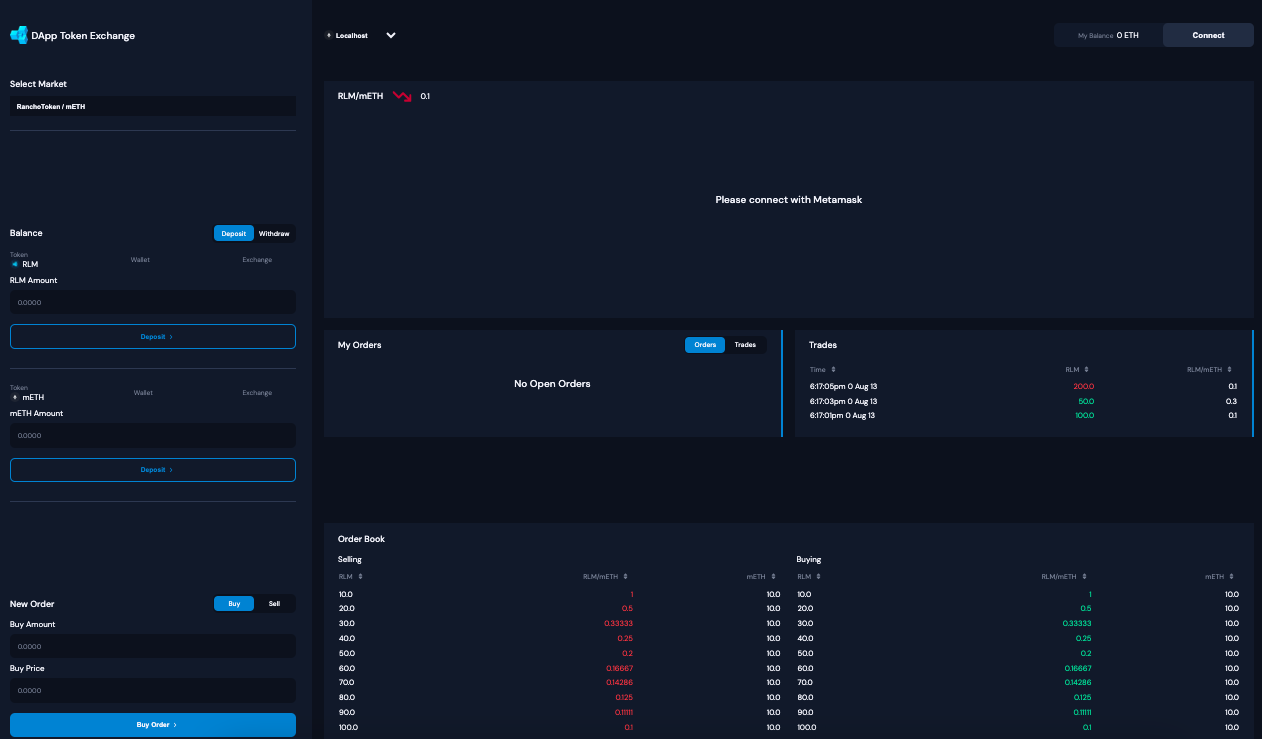 DApp Token Exchange
Localhost
My Balance 0 ETH
Connect
Select Market
RanchoToken / mETH
Balance
Deposit Withdraw
Token Wallet Exchange
RLM
RLM Amount
0.0000
Deposit ›
Token Wallet Exchange
mETH
mETH Amount
0.0000
Deposit ›
New Order
Buy Sell
Buy Amount
0.0000
Buy Price
0.0000
Buy Order ›
RLM/mETH 0.1
Please connect with Metamask
My Orders
Orders Trades
No Open Orders
Trades
Time RLM RLM/mETH
6:17:05pm 0 Aug 13 200.0 0.1
6:17:03pm 0 Aug 13 50.0 0.3
6:17:01pm 0 Aug 13 100.0 0.1
Order Book
Selling
RLM RLM/mETH mETH
10.0 1 10.0
20.0 0.5 10.0
30.0 0.33333 10.0
40.0 0.25 10.0
50.0 0.2 10.0
60.0 0.16667 10.0
70.0 0.14286 10.0
80.0 0.125 10.0
90.0 0.11111 10.0
100.0 0.1 10.0
Buying
RLM RLM/mETH mETH
10.0 1 10.0
20.0 0.5 10.0
30.0 0.33333 10.0
40.0 0.25 10.0
50.0 0.2 10.0
60.0 0.16667 10.0
70.0 0.14286 10.0
80.0 0.125 10.0
90.0 0.11111 10.0
100.0 0.1 10.0